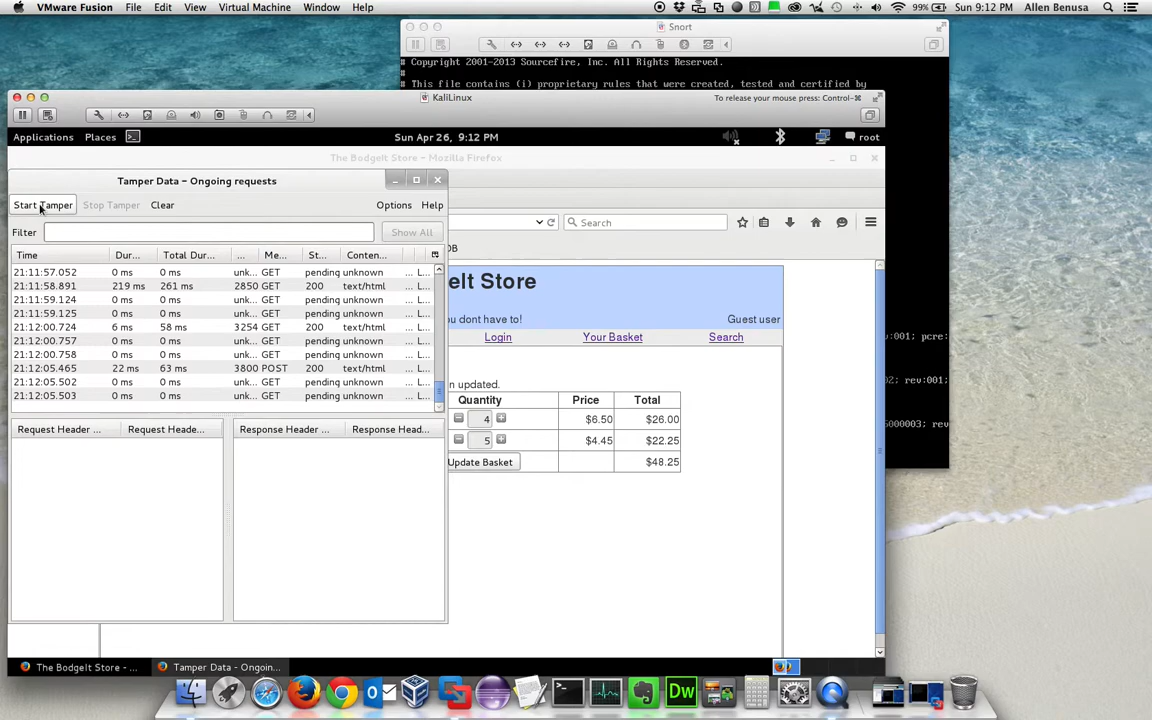 VMware Fusion File Edit View Virtual Machine Window Help 99% Sun 9:12 PM Allen Benusa
Snort
# Copyright 2001-2013 Sourcefire, Inc. All Rights Reserved.
#
# This file contains (i) proprietary rules that were created, tested and certified by
KaliLinux To release your mouse press: Control-⌘
Applications Places Sun Apr 26, 9:12 PM root
The BodgeIt Store - Mozilla Firefox
Tamper Data - Ongoing requests
Start Tamper Stop Tamper Clear Options Help
Search
Filter Show All
DB
Time Dur... Total Dur... ... Me... St... Conten...
21:11:57.052 0 ms 0 ms unk... GET pending unknown ... L...
21:11:58.891 219 ms 261 ms 2850 GET 200 text/html ... L...
21:11:59.124 0 ms 0 ms unk... GET pending unknown ... L...
21:11:59.125 0 ms 0 ms unk... GET pending unknown ... L...
21:12:00.724 6 ms 58 ms 3254 GET 200 text/html ... L...
21:12:00.757 0 ms 0 ms unk... GET pending unknown ... L...
21:12:00.758 0 ms 0 ms unk... GET pending unknown ... L...
21:12:05.465 22 ms 63 ms 3800 POST 200 text/html ... L...
21:12:05.502 0 ms 0 ms unk... GET pending unknown ... L...
21:12:05.503 0 ms 0 ms unk... GET pending unknown ... L...
Request Header ... Request Heade... Response Header ... Response Head...
geIt Store
ou dont have to! Guest user
Login Your Basket Search
n updated.
Quantity Price Total
4 $6.50 $26.00
5 $4.45 $22.25
Update Basket $48.25
:001; pcre:
02; rev:001;
6000003; rev
The BodgeIt Store - ... Tamper Data - Ongoin...
Dw